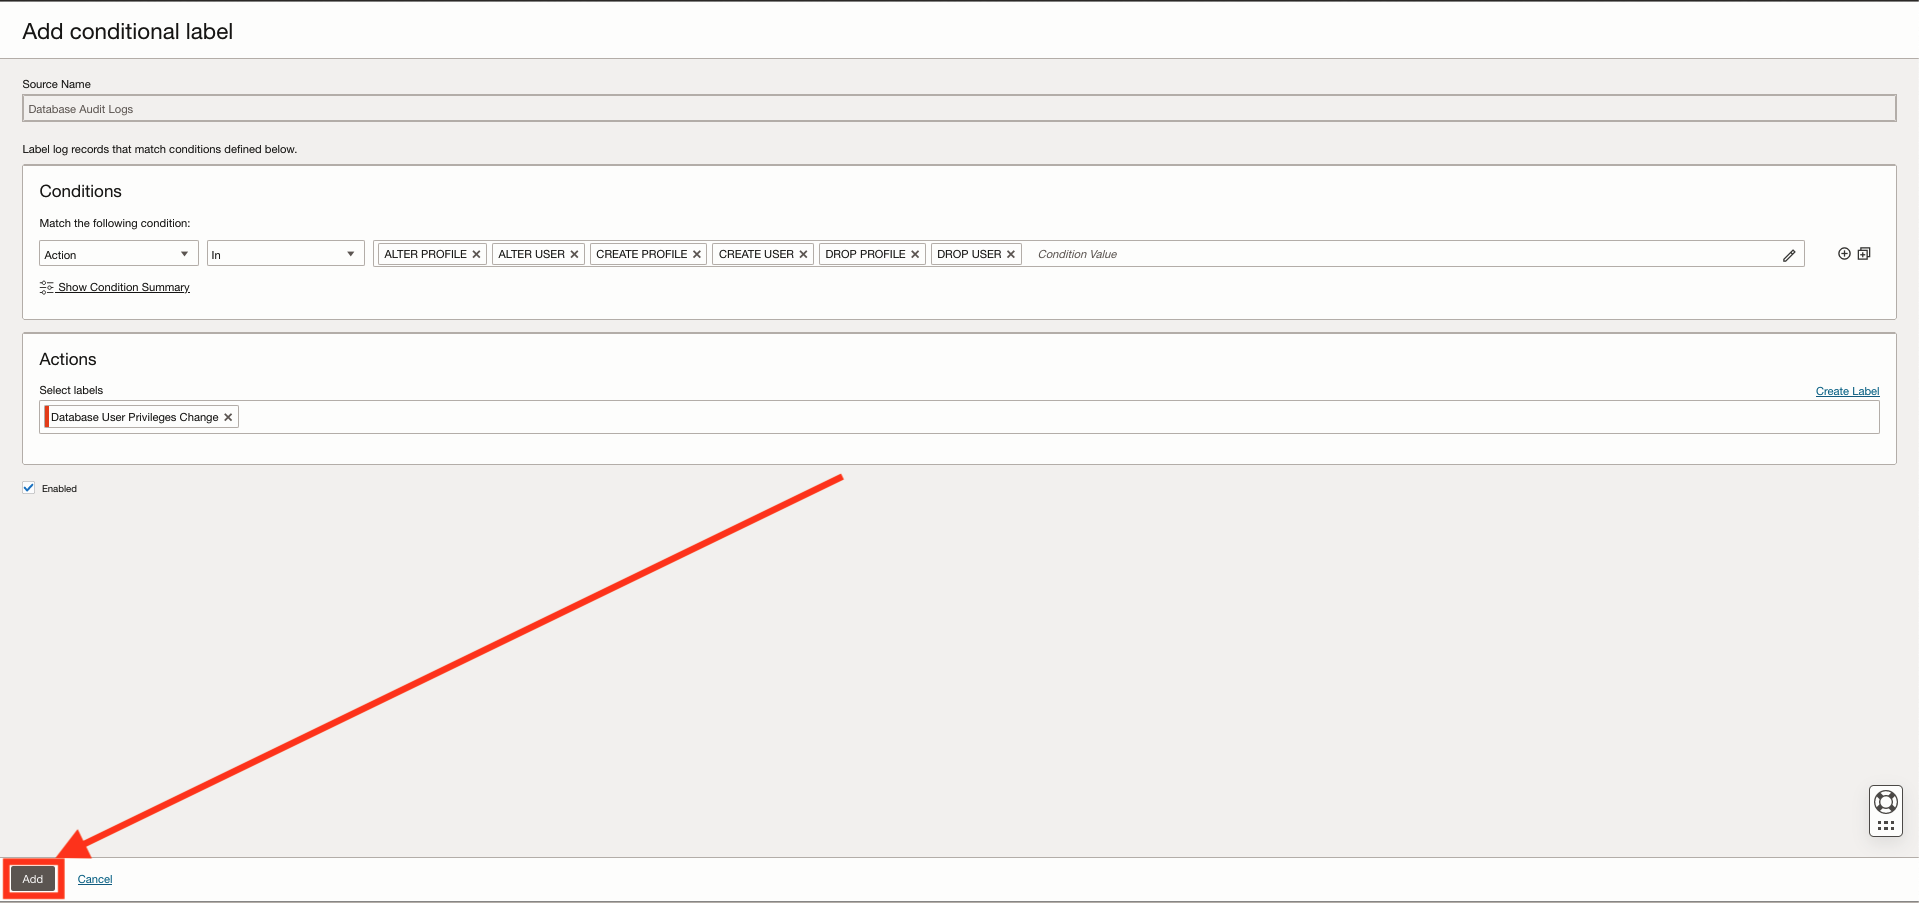 Add conditional label
Source Name
Database Audit Logs
Label log records that match conditions defined below.
Conditions
Match the following condition:
Action In ALTER PROFILE ALTER USER CREATE PROFILE CREATE USER DROP PROFILE DROP USER Condition Value
Show Condition Summary
Actions
Select labels Create Label
Database User Privileges Change
Enabled
Add Cancel